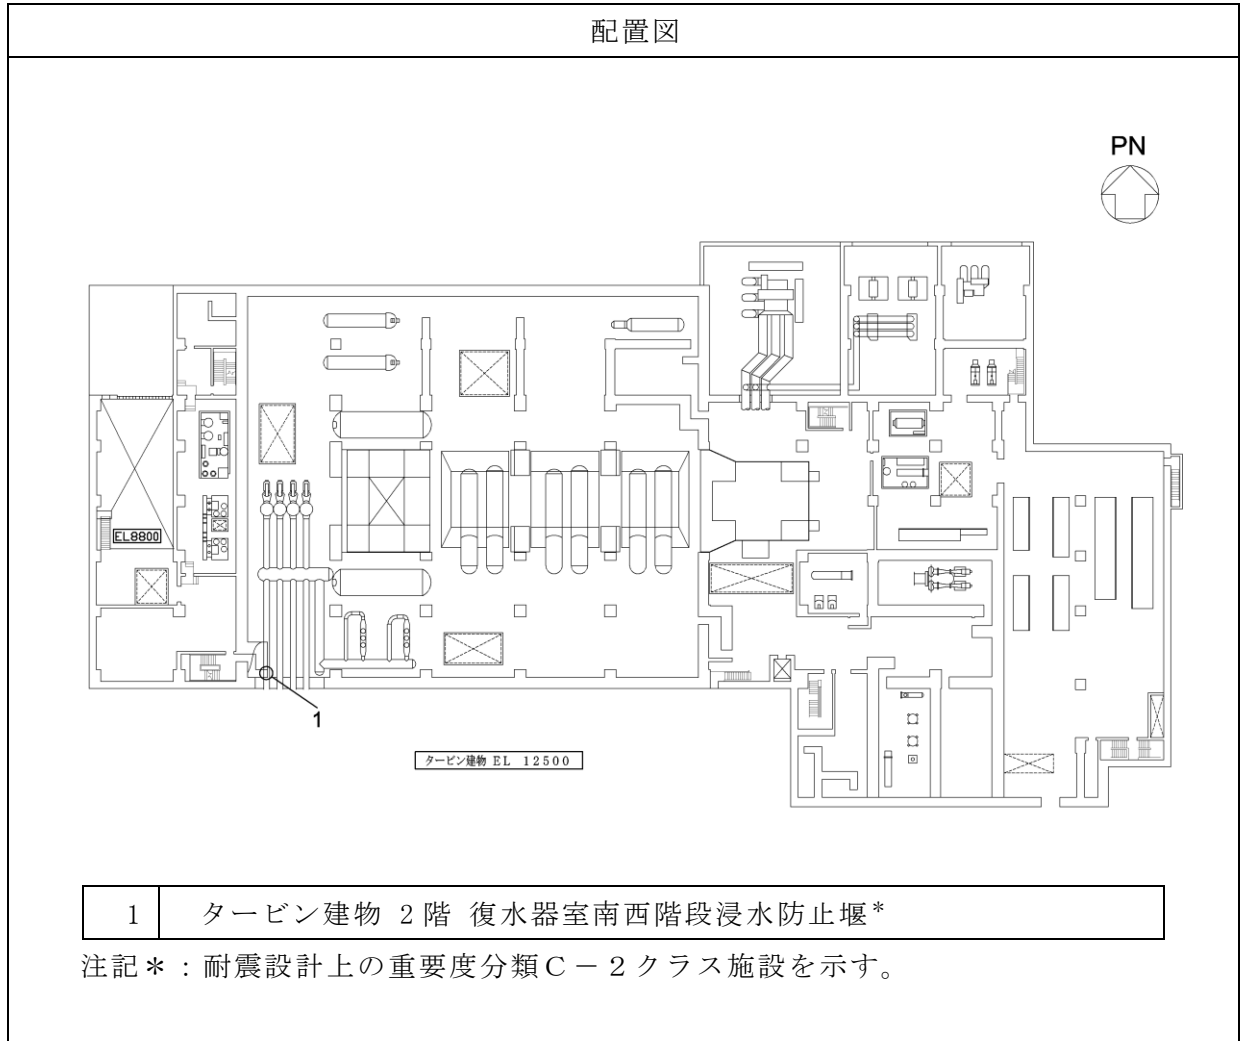 配置図
PN
EL8800
1
タービン建物 EL 12500
1 タービン建物 2階 復水器室南西階段浸水防止堰*
注記*:耐震設計上の重要度分類C-2クラス施設を示す。